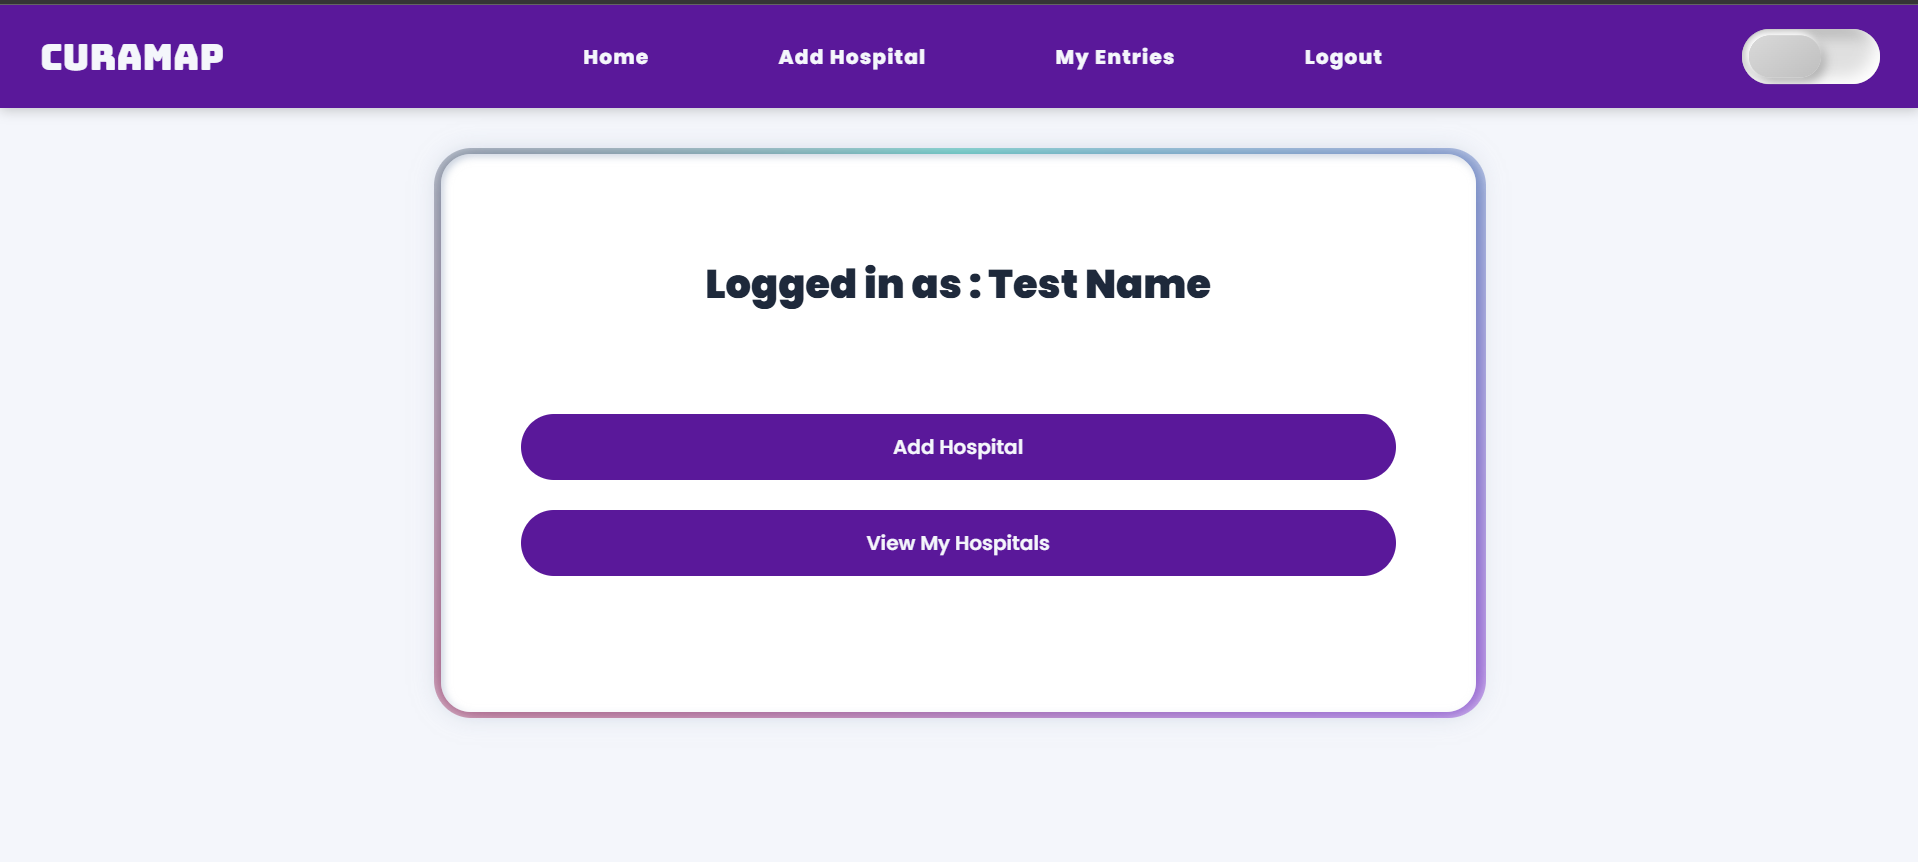 CURAMAP
Home
Add Hospital
My Entries
Logout
Logged in as : Test Name
Add Hospital
View My Hospitals